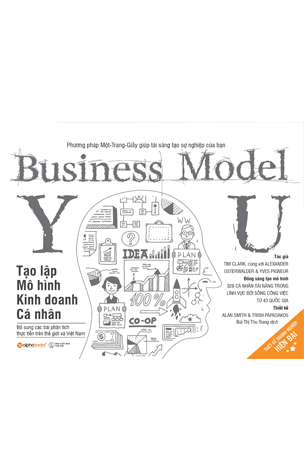 Phương pháp Một-Trang-Giấy giúp tái sáng tạo sự nghiệp của bạn
Business Model
Y U
IDEA
PLAN
PLAN
100%
CO-OP
Tạo lập
Mô hình
Kinh doanh
Cá nhân
Bổ sung các bài phân tích
thực tiễn trên thế giới và Việt Nam
alphabooks
Tác giả
TIM CLARK, cùng với ALEXANDER
OSTERWALDER & YVES PIGNEUR
Đồng sáng tạo mô hình
328 CÁ NHÂN TÀI NĂNG TRONG
LĨNH VỰC ĐỜI SỐNG CÔNG VIỆC
TỪ 43 QUỐC GIA
Thiết kế
ALAN SMITH & TRISH PAPADAKOS
Bùi Thị Thu Trang dịch
HIỆN ĐẠI